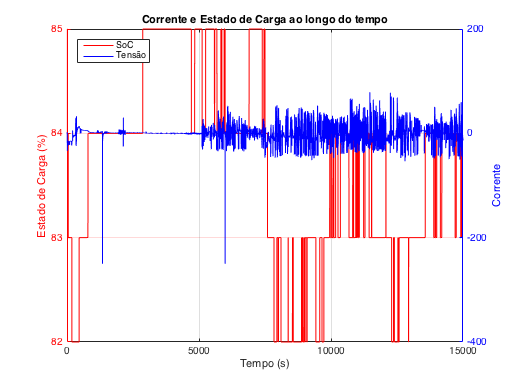 Corrente e Estado de Carga ao longo do tempo
SoC
Tensão
85
84
83
82
Estado de Carga (%)
200
0
-200
-400
Corrente
0
5000
10000
15000
Tempo (s)